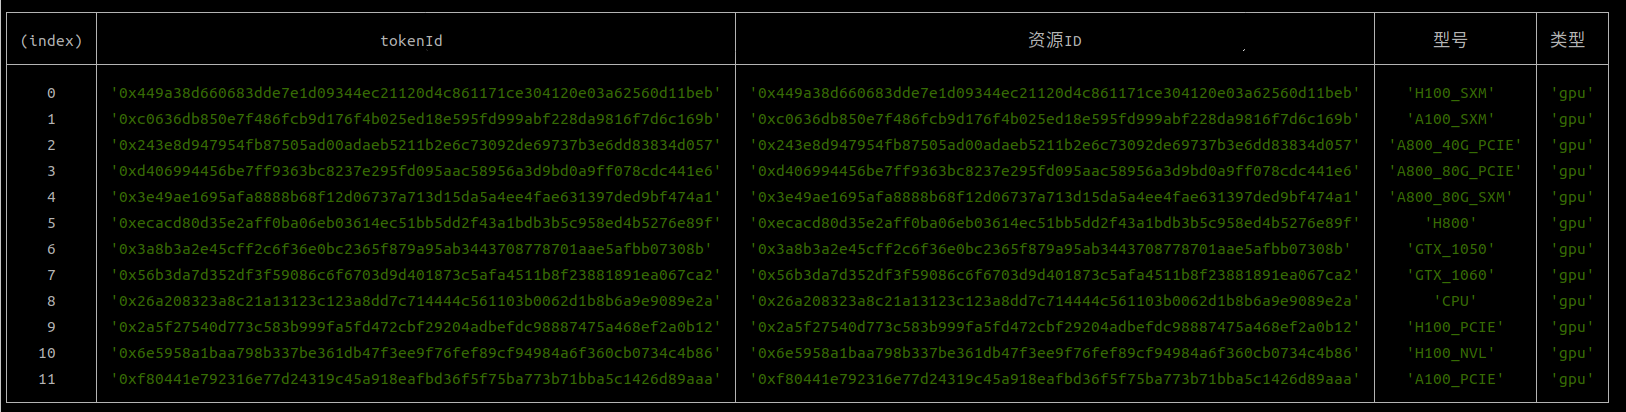 (index) tokenId 资源ID 型号 类型
0 '0x449a38d660683dde7e1d09344ec21120d4c861171ce304120e03a62560d11beb' '0x449a38d660683dde7e1d09344ec21120d4c861171ce304120e03a62560d11beb' 'H100_SXM' 'gpu'
1 '0xc0636db850e7f486fcb9d176f4b025ed18e595fd999abf228da9816f7d6c169b' '0xc0636db850e7f486fcb9d176f4b025ed18e595fd999abf228da9816f7d6c169b' 'A100_SXM' 'gpu'
2 '0x243e8d947954fb87505ad00adaeb5211b2e6c73092de69737b3e6dd83834d057' '0x243e8d947954fb87505ad00adaeb5211b2e6c73092de69737b3e6dd83834d057' 'A800_40G_PCIE' 'gpu'
3 '0xd406994456be7ff9363bc8237e295fd095aac58956a3d9bd0a9ff078cdc441e6' '0xd406994456be7ff9363bc8237e295fd095aac58956a3d9bd0a9ff078cdc441e6' 'A800_80G_PCIE' 'gpu'
4 '0x3e49ae1695afa8888b68f12d06737a713d15da5a4ee4fae631397ded9bf474a1' '0x3e49ae1695afa8888b68f12d06737a713d15da5a4ee4fae631397ded9bf474a1' 'A800_80G_SXM' 'gpu'
5 '0xecacd80d35e2aff0ba06eb03614ec51bb5dd2f43a1bdb3b5c958ed4b5276e89f' '0xecacd80d35e2aff0ba06eb03614ec51bb5dd2f43a1bdb3b5c958ed4b5276e89f' 'H800' 'gpu'
6 '0x3a8b3a2e45cff2c6f36e0bc2365f879a95ab3443708778701aae5afbb07308b' '0x3a8b3a2e45cff2c6f36e0bc2365f879a95ab3443708778701aae5afbb07308b' 'GTX_1050' 'gpu'
7 '0x56b3da7d352df3f59086c6f6703d9d401873c5afa4511b8f23881891ea067ca2' '0x56b3da7d352df3f59086c6f6703d9d401873c5afa4511b8f23881891ea067ca2' 'GTX_1060' 'gpu'
8 '0x26a208323a8c21a13123c123a8dd7c714444c561103b0062d1b8b6a9e9089e2a' '0x26a208323a8c21a13123c123a8dd7c714444c561103b0062d1b8b6a9e9089e2a' 'CPU' 'gpu'
9 '0x2a5f27540d773c583b999fa5fd472cbf29204adbefdc98887475a468ef2a0b12' '0x2a5f27540d773c583b999fa5fd472cbf29204adbefdc98887475a468ef2a0b12' 'H100_PCIE' 'gpu'
10 '0x6e5958a1baa798b337be361db47f3ee9f76fef89cf94984a6f360cb0734c4b86' '0x6e5958a1baa798b337be361db47f3ee9f76fef89cf94984a6f360cb0734c4b86' 'H100_NVL' 'gpu'
11 '0xf80441e792316e77d24319c45a918eafbd36f5f75ba773b71bba5c1426d89aaa' '0xf80441e792316e77d24319c45a918eafbd36f5f75ba773b71bba5c1426d89aaa' 'A100_PCIE' 'gpu'